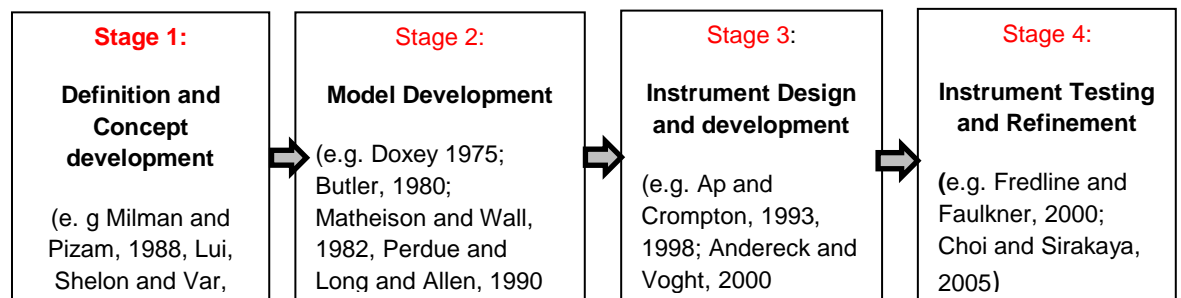 Stage 1:
Definition and
Concept
development
(e. g Milman and
Pizam, 1988, Lui,
Shelon and Var,
Stage 2:
Model Development
(e.g. Doxey 1975;
Butler, 1980;
Matheison and Wall,
1982, Perdue and
Long and Allen, 1990
Stage 3:
Instrument Design
and development
(e.g. Ap and
Crompton, 1993,
1998; Andereck and
Voght, 2000
Stage 4:
Instrument Testing
and Refinement
(e.g. Fredline and
Faulkner, 2000;
Choi and Sirakaya,
2005)